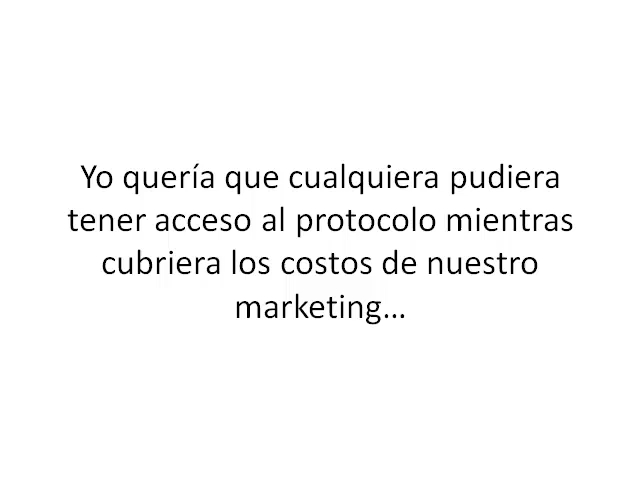 Yo quería que cualquiera pudiera
tener acceso al protocolo mientras
cubriera los costos de nuestro
marketing...